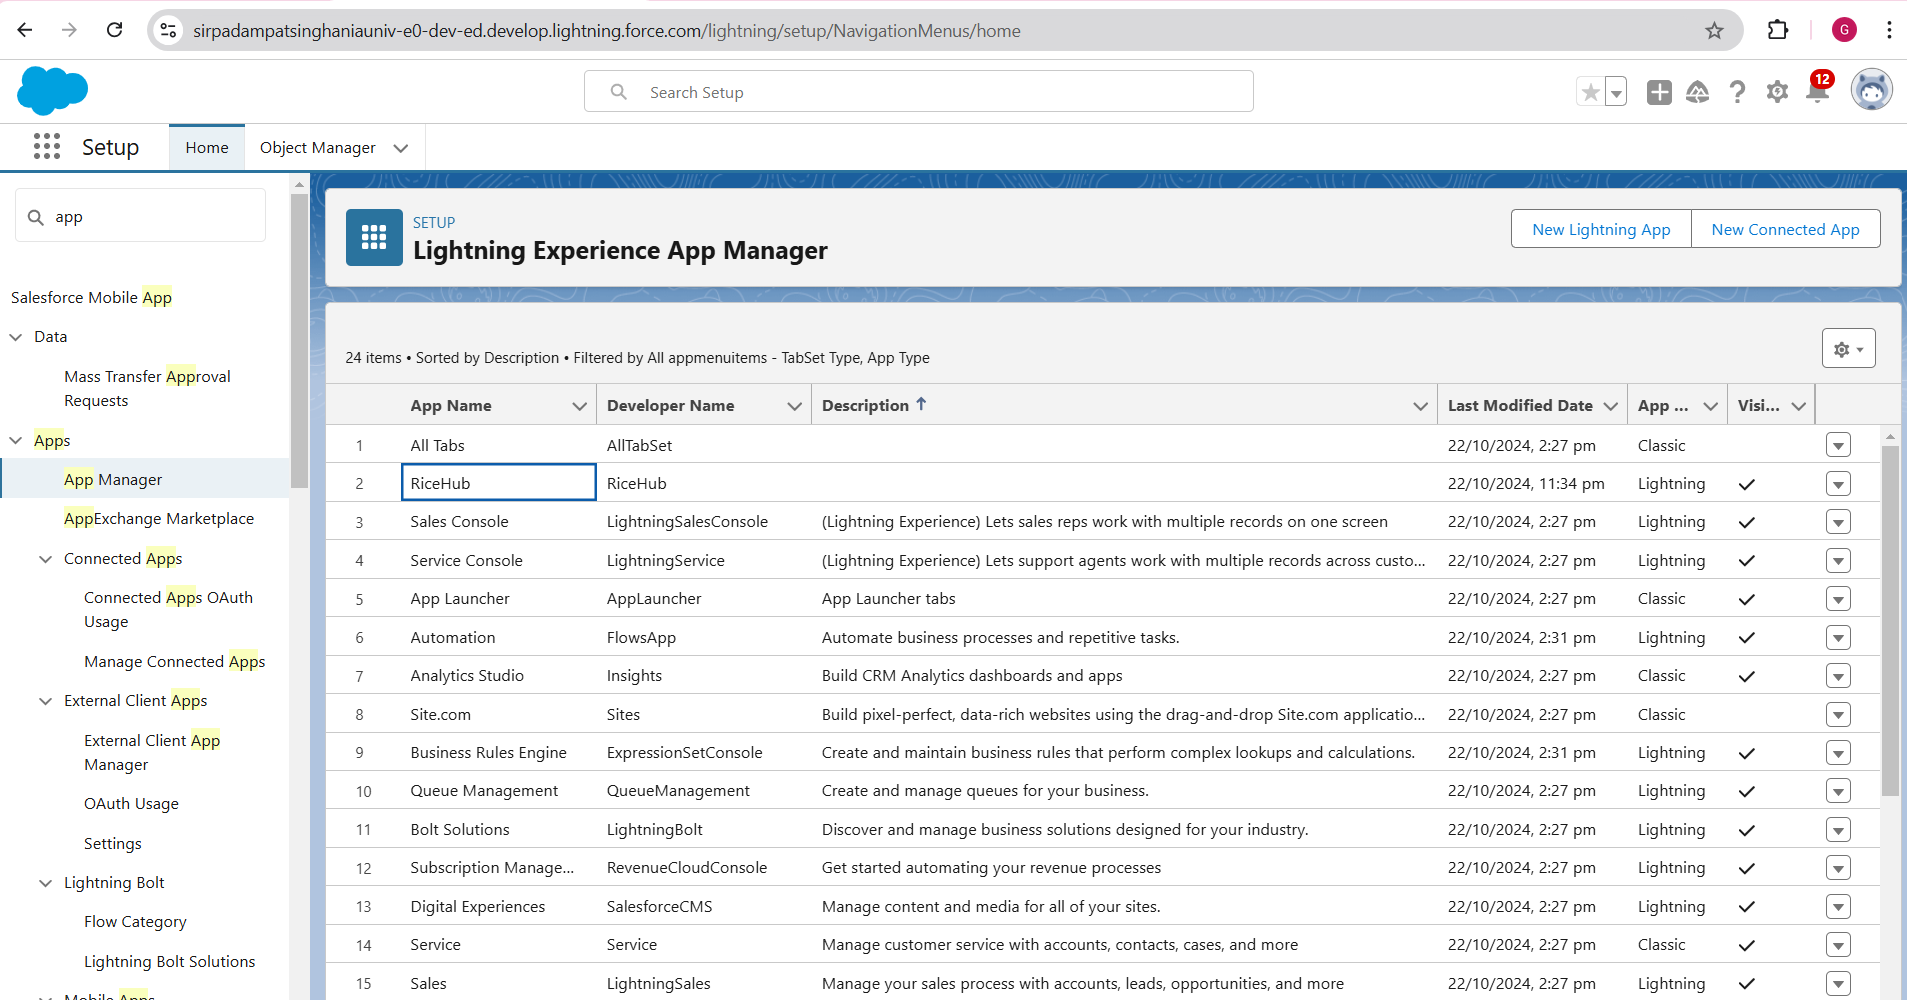 sirpadampatsinghaniauniv-e0-dev-ed.develop.lightning.force.com/lightning/setup/NavigationMenus/home
G
Search Setup
12
Setup
Home
Object Manager
app
Salesforce Mobile App
Data
Mass Transfer Approval
Requests
Apps
App Manager
AppExchange Marketplace
Connected Apps
Connected Apps OAuth
Usage
Manage Connected Apps
External Client Apps
External Client App
Manager
OAuth Usage
Settings
Lightning Bolt
Flow Category
Lightning Bolt Solutions
Mobile Apps
SETUP
Lightning Experience App Manager
New Lightning App
New Connected App
24 items • Sorted by Description • Filtered by All appmenuitems - TabSet Type, App Type
App Name Developer Name Description Last Modified Date App ... Visi...
1 All Tabs AllTabSet 22/10/2024, 2:27 pm Classic
2 RiceHub RiceHub 22/10/2024, 11:34 pm Lightning
3 Sales Console LightningSalesConsole (Lightning Experience) Lets sales reps work with multiple records on one screen 22/10/2024, 2:27 pm Lightning
4 Service Console LightningService (Lightning Experience) Lets support agents work with multiple records across custo... 22/10/2024, 2:27 pm Lightning
5 App Launcher AppLauncher App Launcher tabs 22/10/2024, 2:27 pm Classic
6 Automation FlowsApp Automate business processes and repetitive tasks. 22/10/2024, 2:31 pm Lightning
7 Analytics Studio Insights Build CRM Analytics dashboards and apps 22/10/2024, 2:27 pm Classic
8 Site.com Sites Build pixel-perfect, data-rich websites using the drag-and-drop Site.com applicatio... 22/10/2024, 2:27 pm Classic
9 Business Rules Engine ExpressionSetConsole Create and maintain business rules that perform complex lookups and calculations. 22/10/2024, 2:31 pm Lightning
10 Queue Management QueueManagement Create and manage queues for your business. 22/10/2024, 2:27 pm Lightning
11 Bolt Solutions LightningBolt Discover and manage business solutions designed for your industry. 22/10/2024, 2:27 pm Lightning
12 Subscription Manage... RevenueCloudConsole Get started automating your revenue processes 22/10/2024, 2:27 pm Lightning
13 Digital Experiences SalesforceCMS Manage content and media for all of your sites. 22/10/2024, 2:27 pm Lightning
14 Service Service Manage customer service with accounts, contacts, cases, and more 22/10/2024, 2:27 pm Classic
15 Sales LightningSales Manage your sales process with accounts, leads, opportunities, and more 22/10/2024, 2:27 pm Lightning